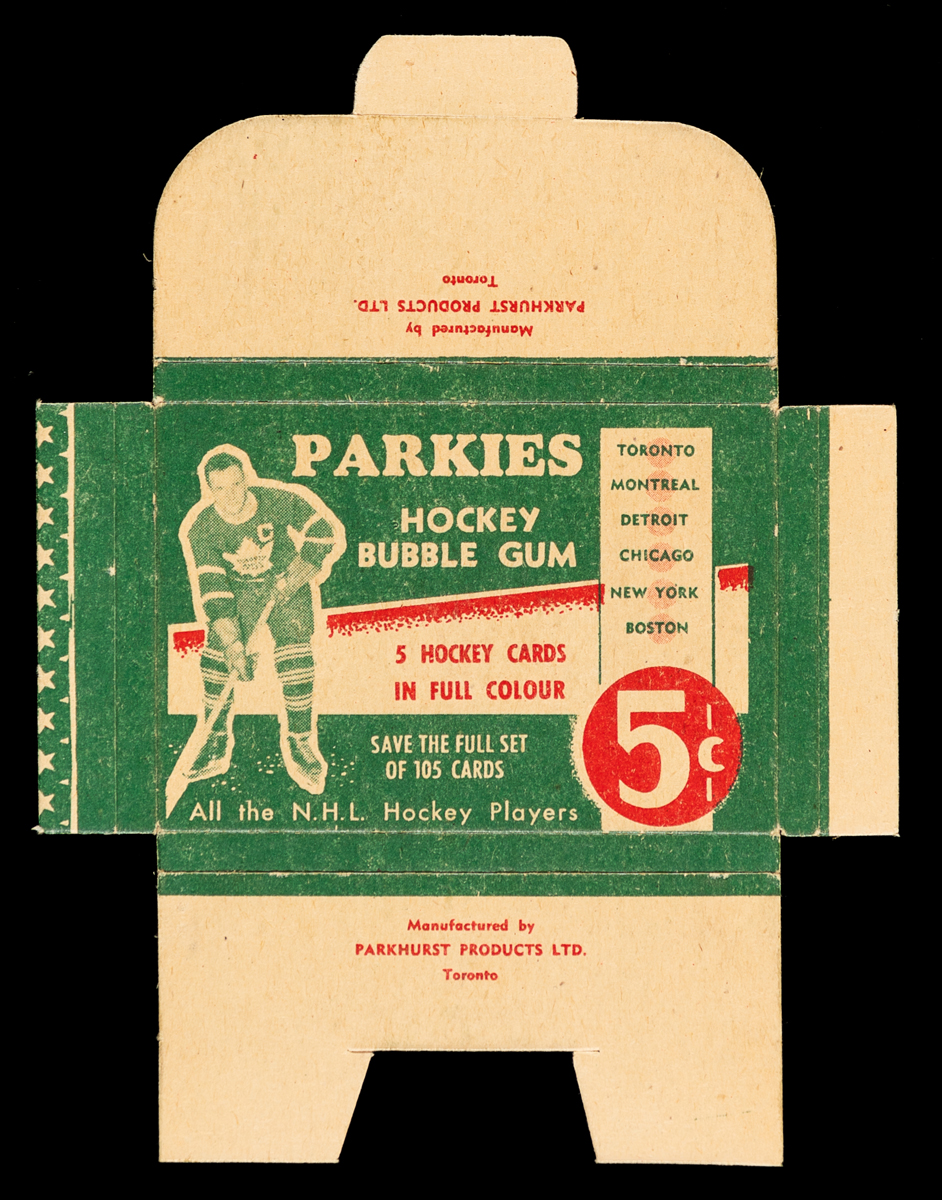 Toronto
PARKHURST PRODUCTS LTD.
Manufactured by
PARKIES
HOCKEY
BUBBLE GUM
5 HOCKEY CARDS
IN FULL COLOUR
SAVE THE FULL SET
OF 105 CARDS
All the N.H.L. Hockey Players
TORONTO
MONTREAL
DETROIT
CHICAGO
NEW YORK
BOSTON
5¢
C
Manufactured by
PARKHURST PRODUCTS LTD.
Toronto